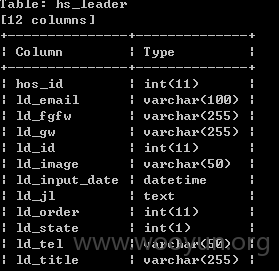 Table: hs_leader
[12 columns]
+---------------+--------------+
¦ Column ¦ Type ¦
+---------------+--------------+
¦ hos_id ¦ int(11)
¦ ld_email ¦ varchar(100) ¦
¦ ld_fgfw ¦ varchar(255) ¦
¦ ld_gw ¦ varchar(255) ¦
¦ ld_id ¦ int(11) ¦
¦ ld_image ¦ varchar(50) ¦
¦ ld_input_date ¦ datetime ¦
¦ ld_jl ¦ text ¦
¦ ld_order ¦ int(11) ¦
¦ ld_state ¦ int(1) ¦
¦ ld_tel ¦ varchar(50) ¦
¦ ld_title ¦ varchar(255) ¦
www.wooyun.org